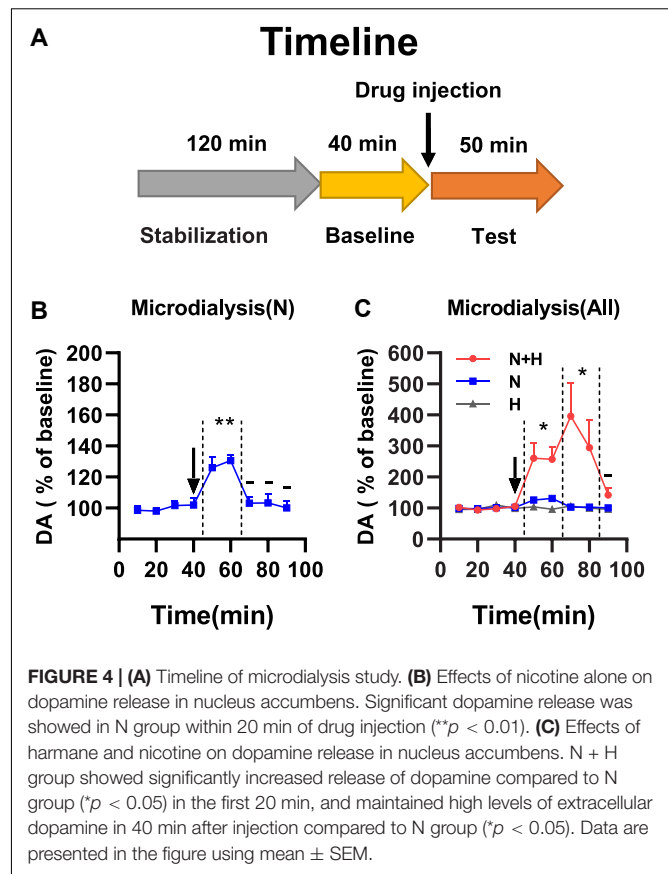 A
Timeline
Drug injection
120 min
40 min
50 min
Stabilization
Baseline
Test
B
Microdialysis(N)
DA ( % of baseline)
200
180
160
140
120
100
**
- - -
0 20 40 60 80 100
Time(min)
C
Microdialysis(All)
DA ( % of baseline)
600
500
400
300
200
100
0
N+H
N
H
*
*
-
0 20 40 60 80 100
Time(min)
FIGURE 4 | (A) Timeline of microdialysis study. (B) Effects of nicotine alone on
dopamine release in nucleus accumbens. Significant dopamine release was
showed in N group within 20 min of drug injection (**p < 0.01). (C) Effects of
harmane and nicotine on dopamine release in nucleus accumbens. N + H
group showed significantly increased release of dopamine compared to N
group (*p < 0.05) in the first 20 min, and maintained high levels of extracellular
dopamine in 40 min after injection compared to N group (*p < 0.05). Data are
presented in the figure using mean ± SEM.